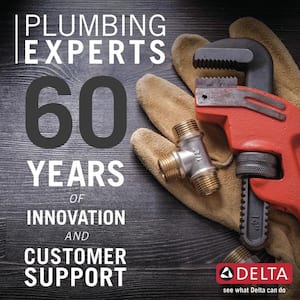 PLUMBING
EXPERTS
60
YEARS
OF
INNOVATION
AND
CUSTOMER
SUPPORT
DELTA
see what Delta can do